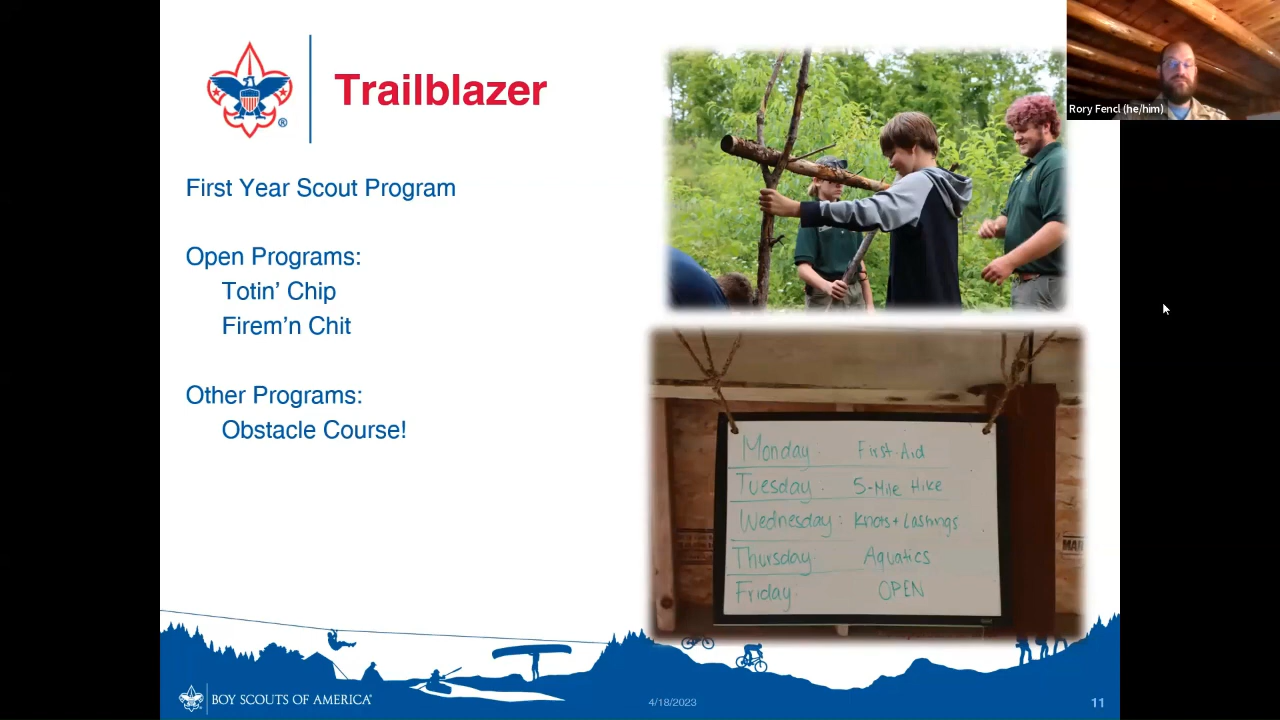 Trailblazer
First Year Scout Program
Open Programs:
Totin' Chip
Firem'n Chit
Other Programs:
Obstacle Course!
Rory Fencl (he/him)
Monday: First-Aid
Tuesday: 5-Mile Hike
Wednesday: Knots + Lashings
Thursday: Aquatics
Friday: OPEN
BOY SCOUTS OF AMERICA®
4/18/2023
11